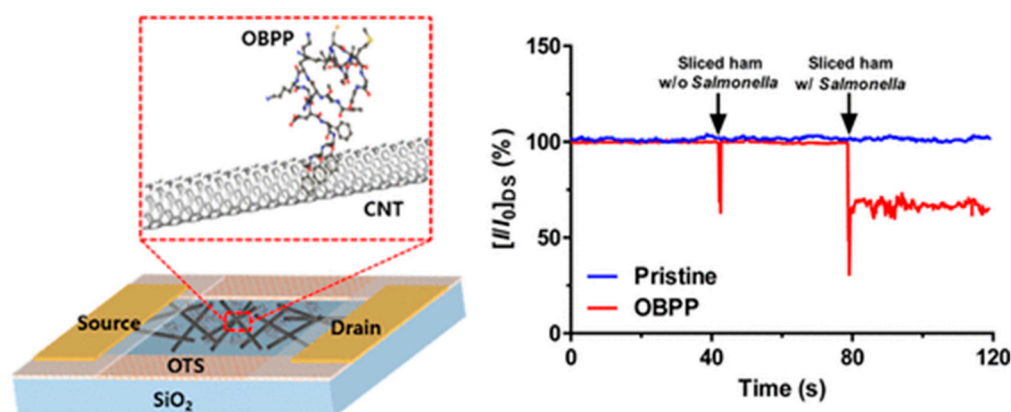 OBPP
CNT
Source
Drain
OTS
SiO₂
150
100
50
0
[I/I₀]DS (%)
Sliced ham
w/o Salmonella
Sliced ham
w/ Salmonella
Pristine
OBPP
0
40
80
120
Time (s)